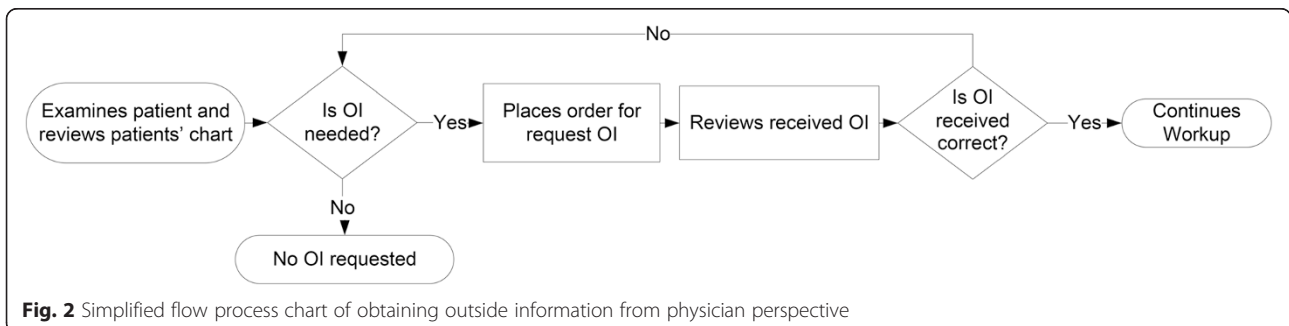 No
Examines patient and
reviews patients’ chart
Is OI
needed?
Yes
Places order for
request OI
Reviews received OI
Is OI
received
correct?
Yes
Continues
Workup
No
No OI requested
Fig. 2 Simplified flow process chart of obtaining outside information from physician perspective